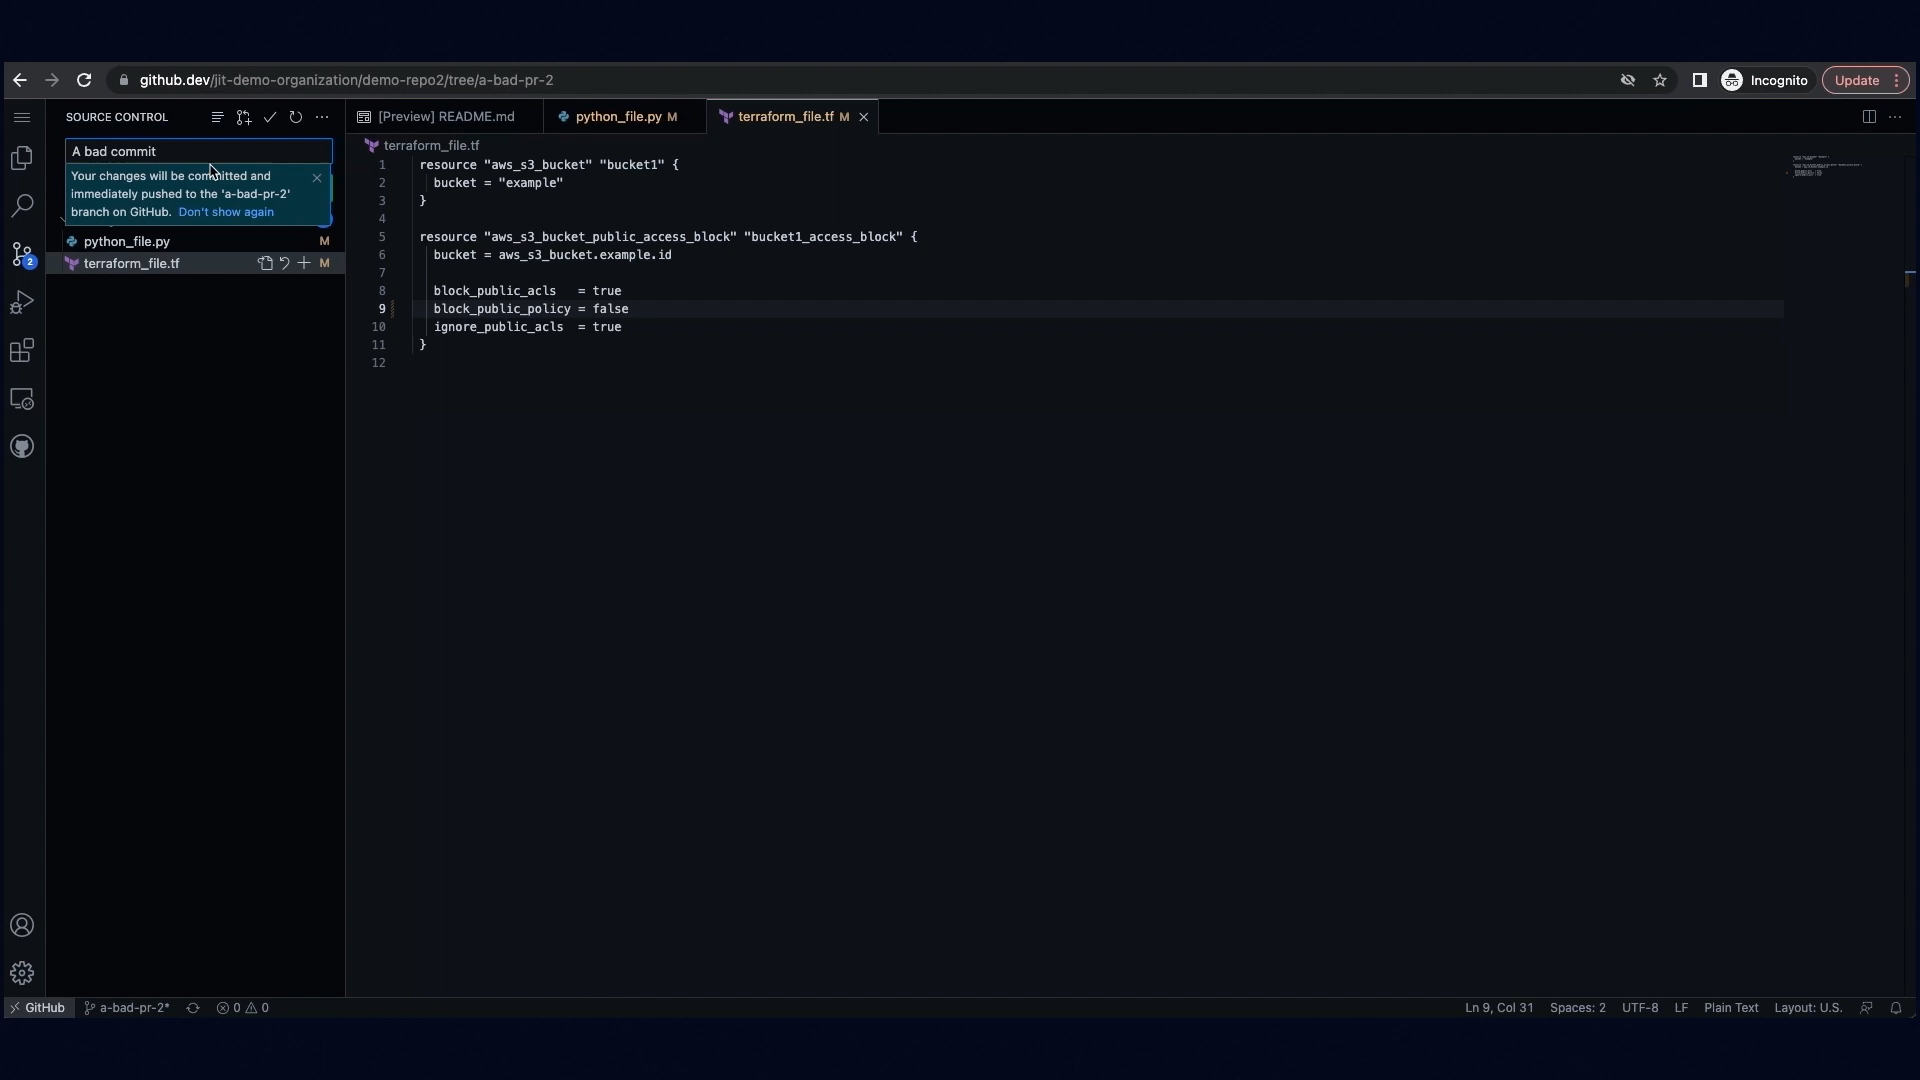 github.dev/jit-demo-organization/demo-repo2/tree/a-bad-pr-2
Incognito
Update
SOURCE CONTROL
[Preview] README.md
python_file.py M
terraform_file.tf M
A bad commit
Your changes will be committed and
immediately pushed to the 'a-bad-pr-2'
branch on GitHub. Don't show again
python_file.py M
terraform_file.tf M
2
terraform_file.tf
1 resource "aws_s3_bucket" "bucket1" {
2 bucket = "example"
3 }
4
5 resource "aws_s3_bucket_public_access_block" "bucket1_access_block" {
6 bucket = aws_s3_bucket.example.id
7
8 block_public_acls = true
9 block_public_policy = false
10 ignore_public_acls = true
11 }
12
GitHub a-bad-pr-2* 0 0
Ln 9, Col 31 Spaces: 2 UTF-8 LF Plain Text Layout: U.S.